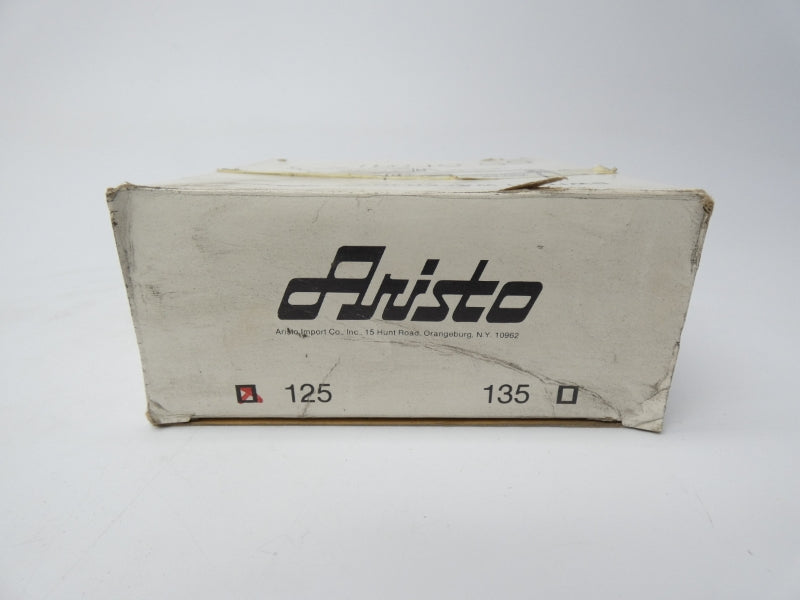 Aristo
Aristo Import Co., Inc., 15 Hunt Road, Orangeburg, N.Y. 10962
125 135